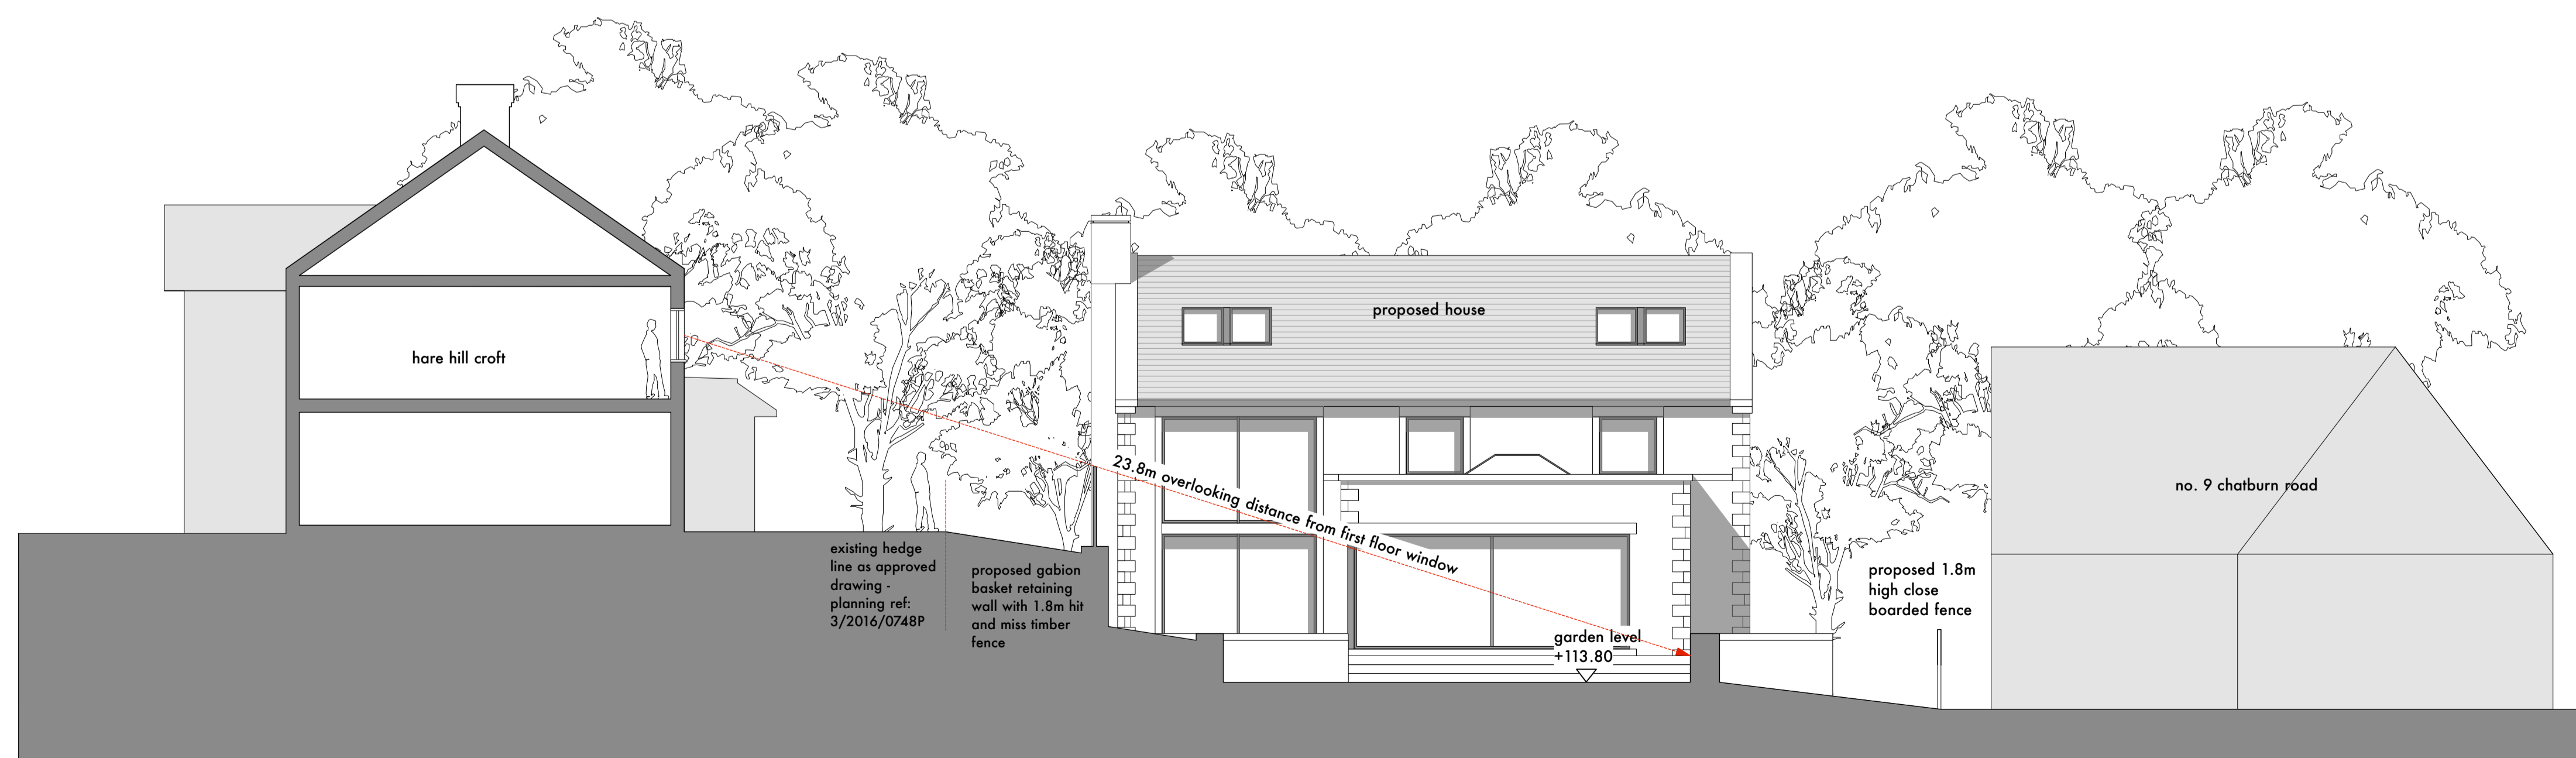 hare hill croft
existing hedge
line as approved
drawing -
planning ref:
3/2016/0748P
proposed gabion
basket retaining
wall with 1.8m hit
and miss timber
fence
proposed house
23.8m overlooking distance from first floor window
garden level
+113.80
proposed 1.8m
high close
boarded fence
no. 9 chatburn road